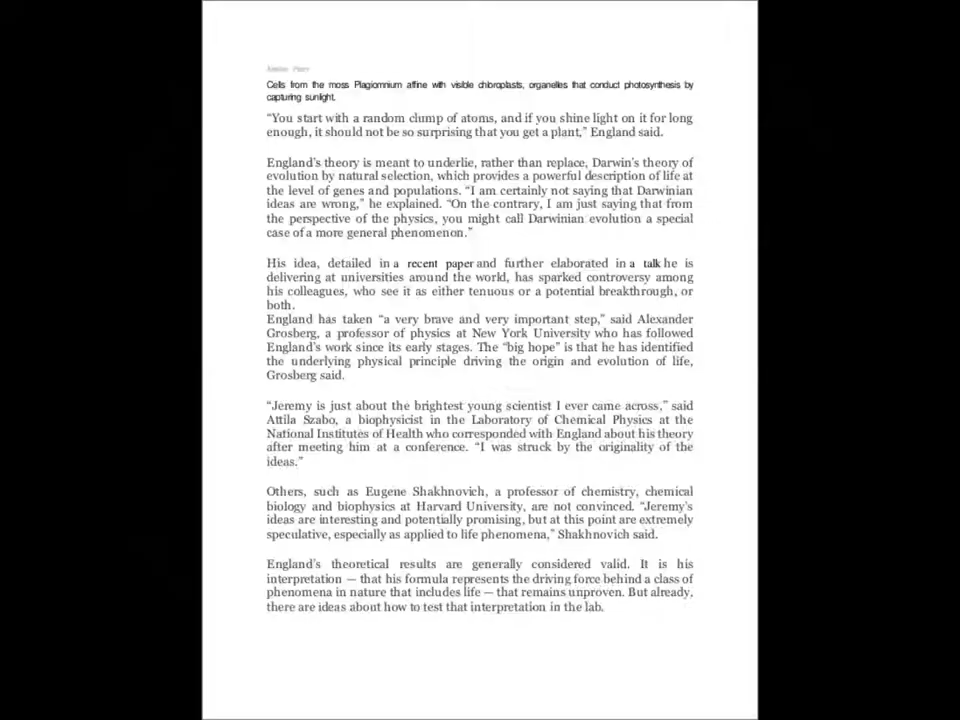 Cells from the moss Plagiomnium affine with visible chloroplasts, organelles that conduct photosynthesis by
capturing sunlight.
“You start with a random clump of atoms, and if you shine light on it for long
enough, it should not be so surprising that you get a plant,” England said.
England’s theory is meant to underlie, rather than replace, Darwin’s theory of
evolution by natural selection, which provides a powerful description of life at
the level of genes and populations. “I am certainly not saying that Darwinian
ideas are wrong,” he explained. “On the contrary, I am just saying that from
the perspective of the physics, you might call Darwinian evolution a special
case of a more general phenomenon.”
His idea, detailed in a recent paper and further elaborated in a talk he is
delivering at universities around the world, has sparked controversy among
his colleagues, who see it as either tenuous or a potential breakthrough, or
both.
England has taken “a very brave and very important step,” said Alexander
Grosberg, a professor of physics at New York University who has followed
England’s work since its early stages. The “big hope” is that he has identified
the underlying physical principle driving the origin and evolution of life,
Grosberg said.
“Jeremy is just about the brightest young scientist I ever came across,” said
Attila Szabo, a biophysicist in the Laboratory of Chemical Physics at the
National Institutes of Health who corresponded with England about his theory
after meeting him at a conference. “I was struck by the originality of the
ideas.”
Others, such as Eugene Shakhnovich, a professor of chemistry, chemical
biology and biophysics at Harvard University, are not convinced. “Jeremy’s
ideas are interesting and potentially promising, but at this point are extremely
speculative, especially as applied to life phenomena,” Shakhnovich said.
England’s theoretical results are generally considered valid. It is his
interpretation — that his formula represents the driving force behind a class of
phenomena in nature that includes life — that remains unproven. But already,
there are ideas about how to test that interpretation in the lab.